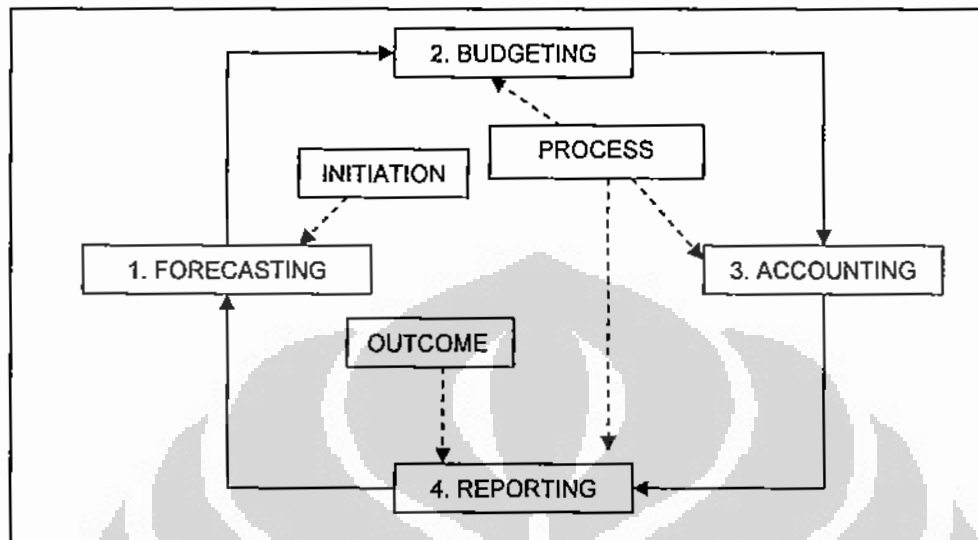 2. BUDGETING
PROCESS
INITIATION
1. FORECASTING
3. ACCOUNTING
OUTCOME
4. REPORTING